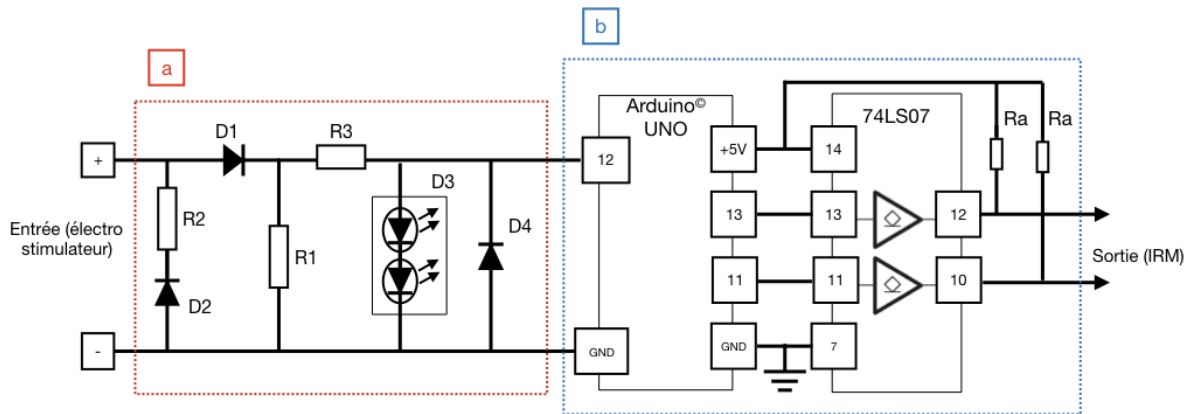 a
b
Arduino©
UNO
74LS07
D1
R3
Ra
Ra
+
12
+5V
14
D3
R2
D4
13
13
12
Entrée (électro
stimulateur)
R1
Sortie (IRM)
D2
11
11
10
-
GND
GND
7